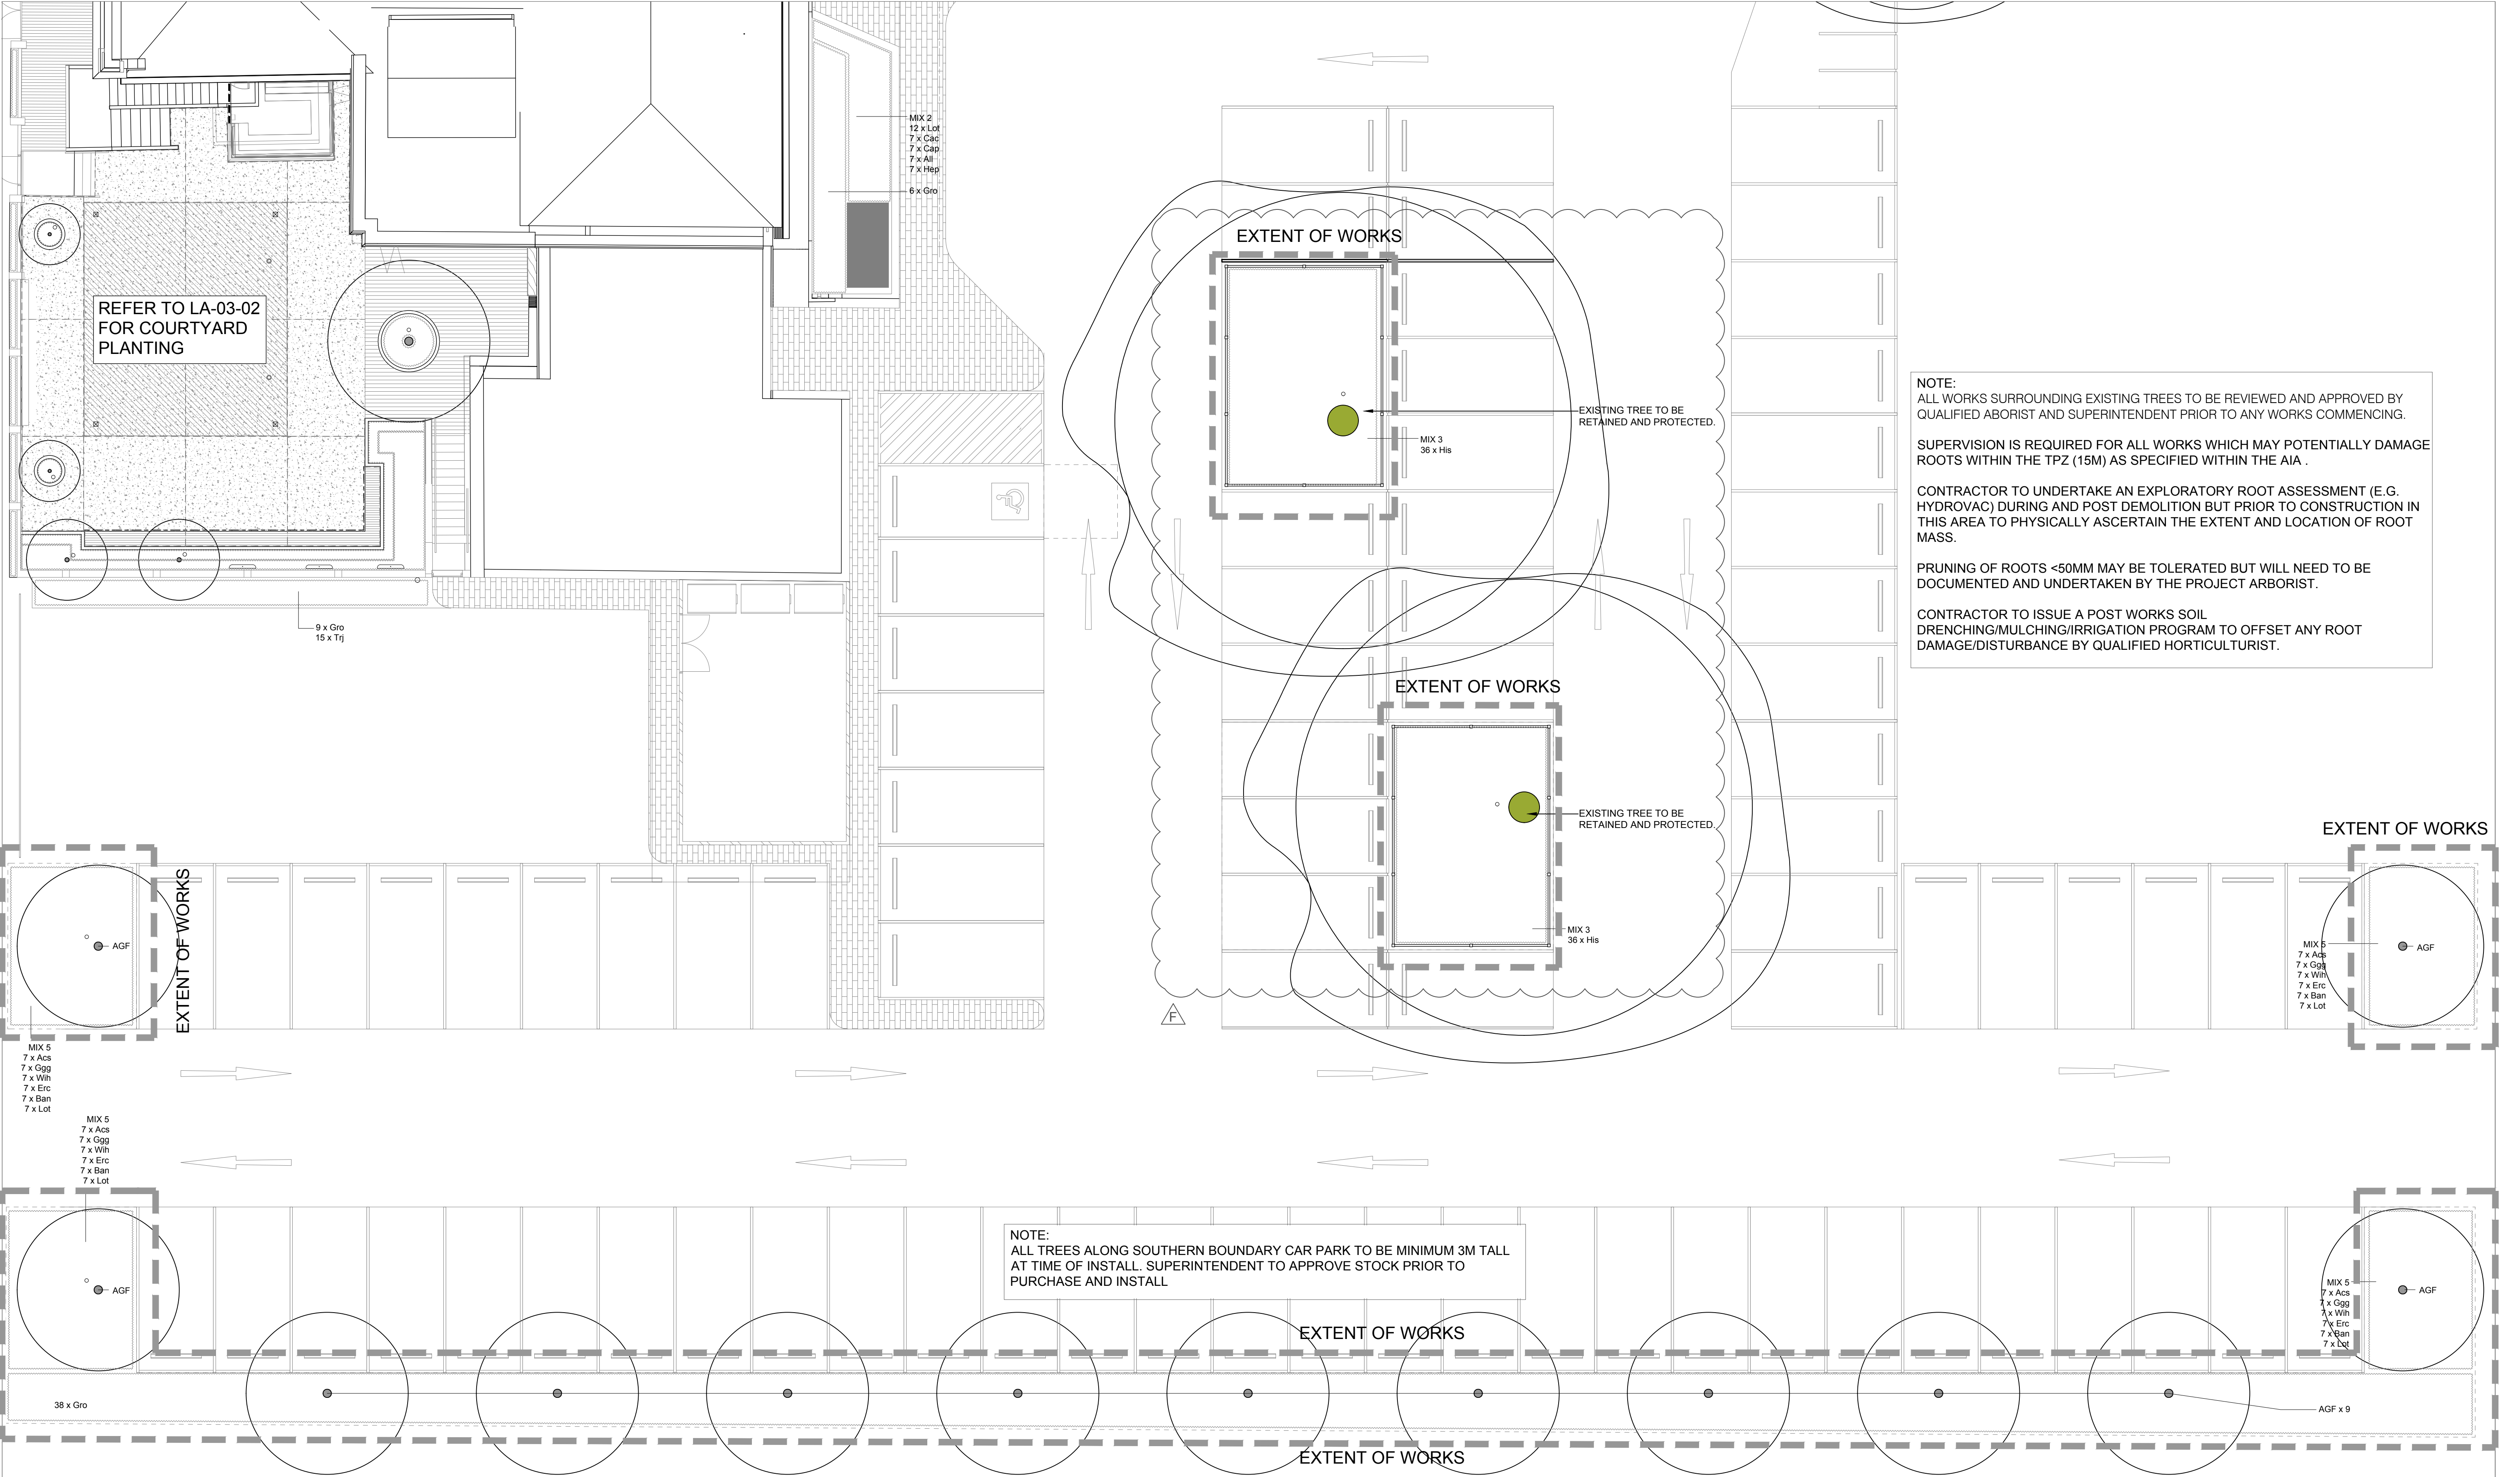 MIX 2
12 x Lot
7 x Cac
7 x Cap
7 x All
7 x Hep
6 x Gro
REFER TO LA-03-02
FOR COURTYARD
PLANTING
9 x Gro
15 x Trj
EXTENT OF WORKS
EXISTING TREE TO BE
RETAINED AND PROTECTED.
MIX 3
36 x His
NOTE:
ALL WORKS SURROUNDING EXISTING TREES TO BE REVIEWED AND APPROVED BY
QUALIFIED ABORIST AND SUPERINTENDENT PRIOR TO ANY WORKS COMMENCING.
SUPERVISION IS REQUIRED FOR ALL WORKS WHICH MAY POTENTIALLY DAMAGE
ROOTS WITHIN THE TPZ (15M) AS SPECIFIED WITHIN THE AIA .
CONTRACTOR TO UNDERTAKE AN EXPLORATORY ROOT ASSESSMENT (E.G.
HYDROVAC) DURING AND POST DEMOLITION BUT PRIOR TO CONSTRUCTION IN
THIS AREA TO PHYSICALLY ASCERTAIN THE EXTENT AND LOCATION OF ROOT
MASS.
PRUNING OF ROOTS <50MM MAY BE TOLERATED BUT WILL NEED TO BE
DOCUMENTED AND UNDERTAKEN BY THE PROJECT ARBORIST.
CONTRACTOR TO ISSUE A POST WORKS SOIL
DRENCHING/MULCHING/IRRIGATION PROGRAM TO OFFSET ANY ROOT
DAMAGE/DISTURBANCE BY QUALIFIED HORTICULTURIST.
EXTENT OF WORKS
EXISTING TREE TO BE
RETAINED AND PROTECTED.
MIX 3
36 x His
F
EXTENT OF WORKS
AGF
MIX 5
7 x Acs
7 x Ggg
7 x Wih
7 x Erc
7 x Ban
7 x Lot
EXTENT OF WORKS
MIX 5
7 x Acs
7 x Ggg
7 x Wih
7 x Erc
7 x Ban
7 x Lot
AGF
MIX 5
7 x Acs
7 x Ggg
7 x Wih
7 x Erc
7 x Ban
7 x Lot
AGF
NOTE:
ALL TREES ALONG SOUTHERN BOUNDARY CAR PARK TO BE MINIMUM 3M TALL
AT TIME OF INSTALL. SUPERINTENDENT TO APPROVE STOCK PRIOR TO
PURCHASE AND INSTALL
MIX 5
7 x Acs
7 x Ggg
7 x Wih
7 x Erc
7 x Ban
7 x Lot
AGF
EXTENT OF WORKS
38 x Gro
AGF x 9
EXTENT OF WORKS